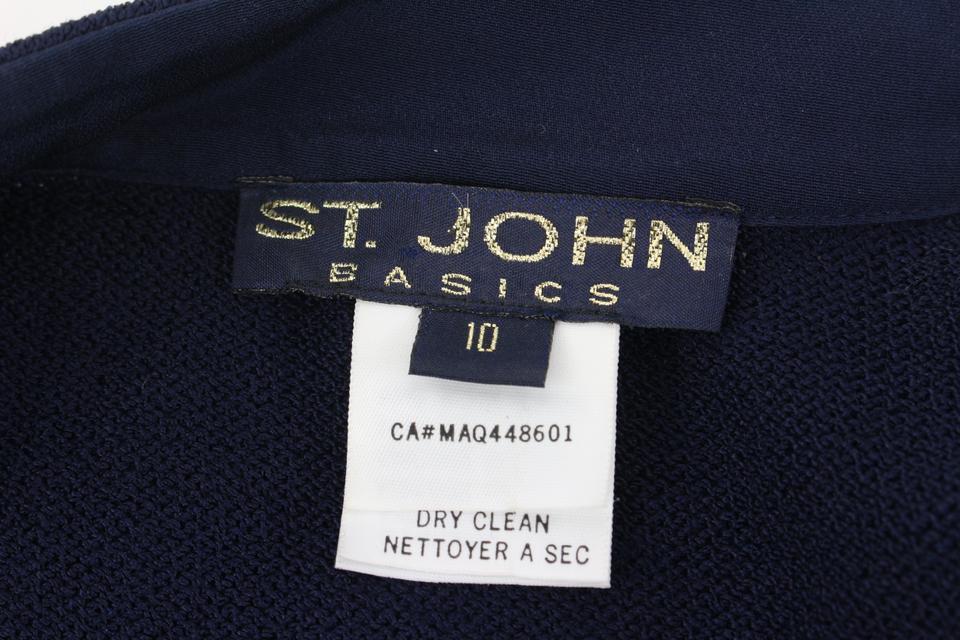 ST. JOHN
BASICS
10
CA#MAQ448601
DRY CLEAN
NETTOYER A SEC